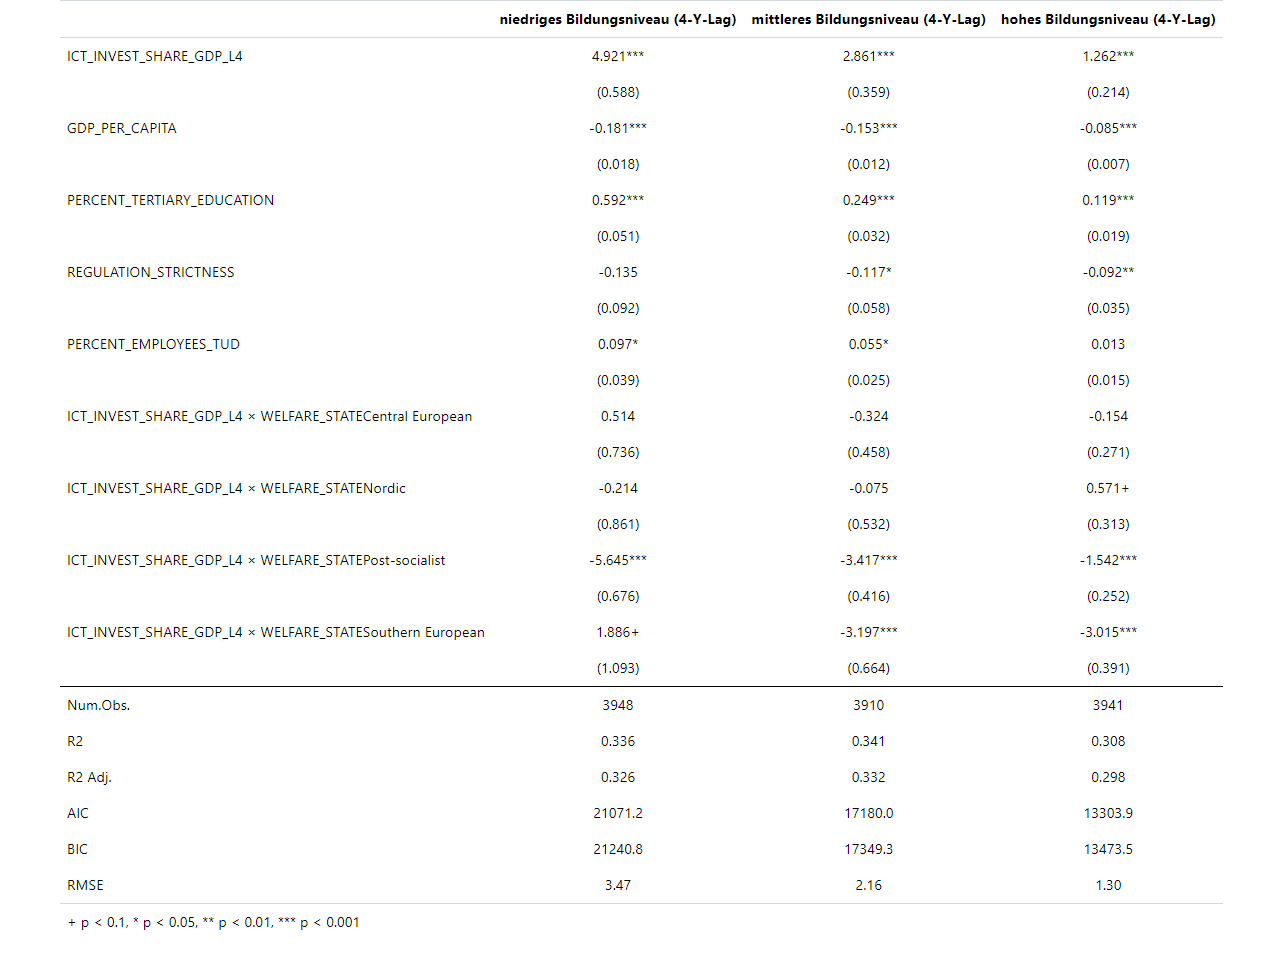 niedriges Bildungsniveau (4-Y-Lag) mittleres Bildungsniveau (4-Y-Lag) hohes Bildungsniveau (4-Y-Lag)
ICT_INVEST_SHARE_GDP_L4 4.921*** 2.861*** 1.262***
(0.588) (0.359) (0.214)
GDP_PER_CAPITA -0.181*** -0.153*** -0.085***
(0.018) (0.012) (0.007)
PERCENT_TERTIARY_EDUCATION 0.592*** 0.249*** 0.119***
(0.051) (0.032) (0.019)
REGULATION_STRICTNESS -0.135 -0.117* -0.092**
(0.092) (0.058) (0.035)
PERCENT_EMPLOYEES_TUD 0.097* 0.055* 0.013
(0.039) (0.025) (0.015)
ICT_INVEST_SHARE_GDP_L4 × WELFARE_STATECentral European 0.514 -0.324 -0.154
(0.736) (0.458) (0.271)
ICT_INVEST_SHARE_GDP_L4 × WELFARE_STATENordic -0.214 -0.075 0.571+
(0.861) (0.532) (0.313)
ICT_INVEST_SHARE_GDP_L4 × WELFARE_STATEPost-socialist -5.645*** -3.417*** -1.542***
(0.676) (0.416) (0.252)
ICT_INVEST_SHARE_GDP_L4 × WELFARE_STATESouthern European 1.886+ -3.197*** -3.015***
(1.093) (0.664) (0.391)
Num.Obs. 3948 3910 3941
R2 0.336 0.341 0.308
R2 Adj. 0.326 0.332 0.298
AIC 21071.2 17180.0 13303.9
BIC 21240.8 17349.3 13473.5
RMSE 3.47 2.16 1.30
+ p < 0.1, * p < 0.05, ** p < 0.01, *** p < 0.001